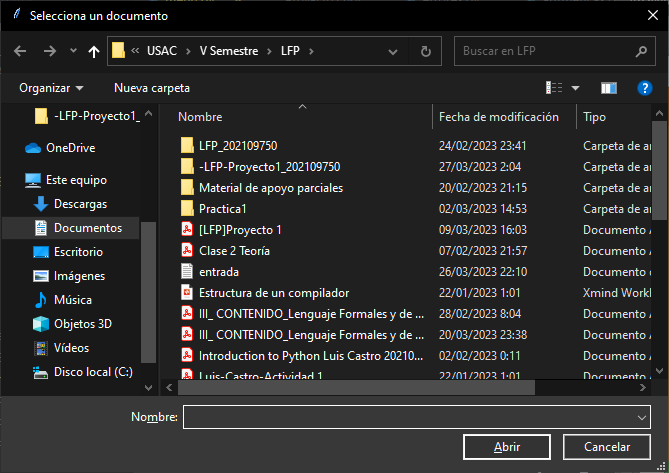 Selecciona un documento
« USAC > V Semestre > LFP >
Buscar en LFP
Organizar
Nueva carpeta
?
-LFP-Proyecto1_
OneDrive
Este equipo
Descargas
Documentos
Escritorio
Imágenes
Música
Objetos 3D
Vídeos
Disco local (C:)
Nombre Fecha de modificación Tipo
LFP_202109750 24/02/2023 23:41 Carpeta de ar
-LFP-Proyecto1_202109750 27/03/2023 2:04 Carpeta de ar
Material de apoyo parciales 20/02/2023 21:15 Carpeta de ar
Practica1 02/03/2023 14:53 Carpeta de ar
[LFP]Proyecto 1 09/03/2023 16:03 Documento A
Clase 2 Teoría 07/02/2023 21:57 Documento A
entrada 26/03/2023 22:10 Documento d
Estructura de un compilador 22/01/2023 1:01 Xmind Workl
III_ CONTENIDO_Lenguaje Formales y de ... 28/02/2023 8:04 Documento A
III_ CONTENIDO_Lenguaje Formales y de ... 20/03/2023 23:38 Documento A
Introduction to Python Luis Castro 20210... 02/02/2023 0:11 Documento A
Luis-Castro-Actividad 1 22/01/2023 1:01 Documento A
Nombre:
Abrir
Cancelar